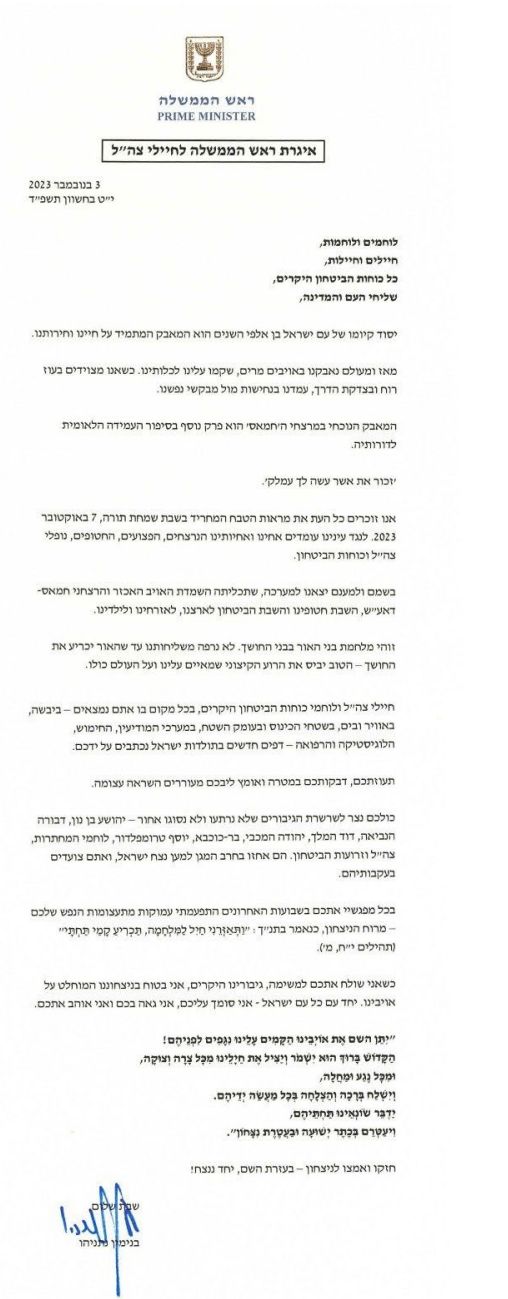 ראש הממשלה
PRIME MINISTER
איגרת ראש הממשלה לחיילי צה״ל
3 בנובמבר 2023
י״ט בחשוון תשפ״ד
לוחמים ולוחמות,
חיילים וחיילות,
כל כוחות הביטחון היקרים,
שליחי העם והמדינה,
יסוד קיומו של עם ישראל בן אלפי השנים הוא המאבק המתמיד על חיינו וחירותנו.
מאז ומעולם נאבקנו באויבים מרים, שקמו עלינו לכלותינו. כשאנו מצוידים בעוז
רוח ובצדקת הדרך, עמדנו בנחישות מול מבקשי נפשנו.
המאבק הנוכחי במרצחי ה׳חמאס׳ הוא פרק נוסף בסיפור העמידה הלאומית
לדורותיה.
׳זכור את אשר עשה לך עמלק׳.
אנו זוכרים כל העת את מראות הטבח המחריד בשבת שמחת תורה, 7 באוקטובר
2023. לנגד עינינו עומדים אחינו ואחיותינו הנרצחים, הפצועים, החטופים, נופלי
צה״ל וכוחות הביטחון.
בשמם ולמענם יצאנו למערכה, שתכליתה השמדת האויב האכזר והרצחני חמאס-
דאע״ש, השבת חטופינו והשבת הביטחון לארצנו, לאזרחינו ולילדינו.
זוהי מלחמת בני האור בבני החושך. לא נרפה משליחותנו עד שהאור יכריע את
החושך – הטוב יביס את הרוע הקיצוני שמאיים עלינו ועל העולם כולו.
חיילי צה״ל ולוחמי כוחות הביטחון היקרים, בכל מקום בו אתם נמצאים – ביבשה,
באוויר ובים, בשטחי הכינוס ובעומק השטח, במערכי המודיעין, החימוש,
הלוגיסטיקה והרפואה – דפים חדשים בתולדות ישראל נכתבים על ידכם.
תעוזתכם, דבקותכם במטרה ואומץ ליבכם מעוררים השראה עצומה.
כולכם נצר לשרשרת הגיבורים שלא נרתעו ולא נסוגו אחור – יהושע בן נון, דבורה
הנביאה, דוד המלך, יהודה המכבי, בר-כוכבא, יוסף טרומפלדור, לוחמי המחתרות,
צה״ל וזרועות הביטחון. הם אחזו בחרב המגן למען נצח ישראל, ואתם צועדים
בעקבותיהם.
בכל מפגשיי אתכם בשבועות האחרונים התפעמתי עמוקות מתעצומות הנפש שלכם
– מרוח הניצחון, כנאמר בתנ״ך: ״וַתְּאַזְּרֵנִי חַיִל לַמִּלְחָמָה, תַּכְרִיעַ קָמַי תַּחְתָּי״
(תהילים י״ח, מ׳).
כשאני שולח אתכם למשימה, גיבורינו היקרים, אני בטוח בניצחוננו המוחלט על
אויבינו. יחד עם כל עם ישראל - אני סומך עליכם, אני גאה בכם ואני אוהב אתכם.
״יִתֵּן השם אֶת אוֹיְבֵינוּ הַקָּמִים עָלֵינוּ נִגָּפִים לִפְנֵיהֶם!
הַקָּדוֹשׁ בָּרוּךְ הוּא יִשְׁמֹר וְיַצִּיל אֶת חַיָּלֵינוּ מִכָּל צָרָה וְצוּקָה,
וּמִכָּל נֶגַע וּמַחֲלָה,
וְיִשְׁלַח בְּרָכָה וְהַצְלָחָה בְּכָל מַעֲשֵׂה יְדֵיהֶם.
יַדְבֵּר שׂוֹנְאֵינוּ תַּחְתֵּיהֶם,
וִיעַטְּרֵם בְּכֶתֶר יְשׁוּעָה וּבַעֲטֶרֶת נִצָּחוֹן״.
חזקו ואמצו לניצחון – בעזרת השם, יחד ננצח!
שבת שלום,
בנימין נתניהו